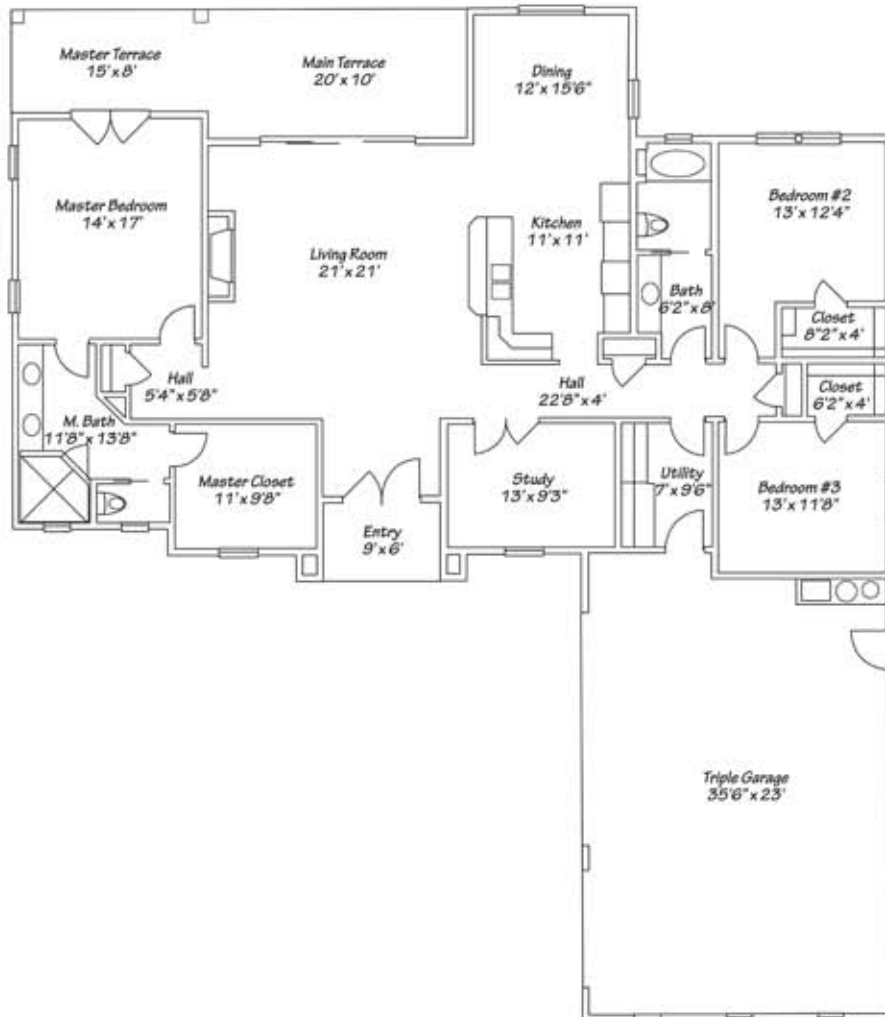 Master Terrace
15' x 8'
Main Terrace
20' x 10'
Dining
12' x 15'6"
Master Bedroom
14' x 17'
Living Room
21' x 21'
Kitchen
11' x 11'
Bedroom #2
13' x 12'4"
Bath
6'2" x 8'
Closet
8'2" x 4'
Hall
5'4" x 5'8"
Hall
22'8" x 4'
Closet
6'2" x 4'
M. Bath
11'8" x 13'8"
Master Closet
11' x 9'8"
Study
13' x 9'3"
Utility
7' x 9'6"
Bedroom #3
13' x 11'8"
Entry
9' x 6'
Triple Garage
35'6" x 23'